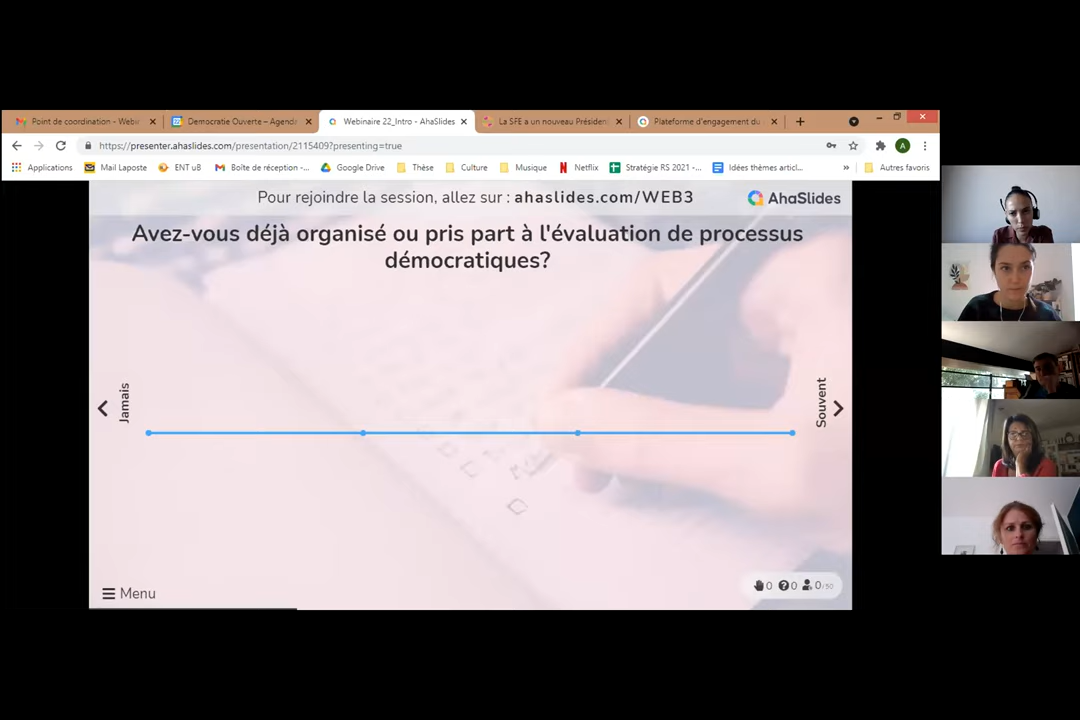 Point de coordination - Webi
Democratie Ouverte – Agenda
Webinaire 22_Intro - AhaSlides
La SFE a un nouveau Présiden
Plateforme d'engagement du
https://presenter.ahaslides.com/presentation/2115409?presenting=true
A
Applications
Mail Laposte
ENT uB
Boîte de réception -...
Google Drive
Thèse
Culture
Musique
Netflix
Stratégie RS 2021 -...
Idées thèmes articl...
»
Autres favoris
Pour rejoindre la session, allez sur : ahaslides.com/WEB3
AhaSlides
Avez-vous déjà organisé ou pris part à l'évaluation de processus
démocratiques?
Jamais
Souvent
Menu
0
0
0/50